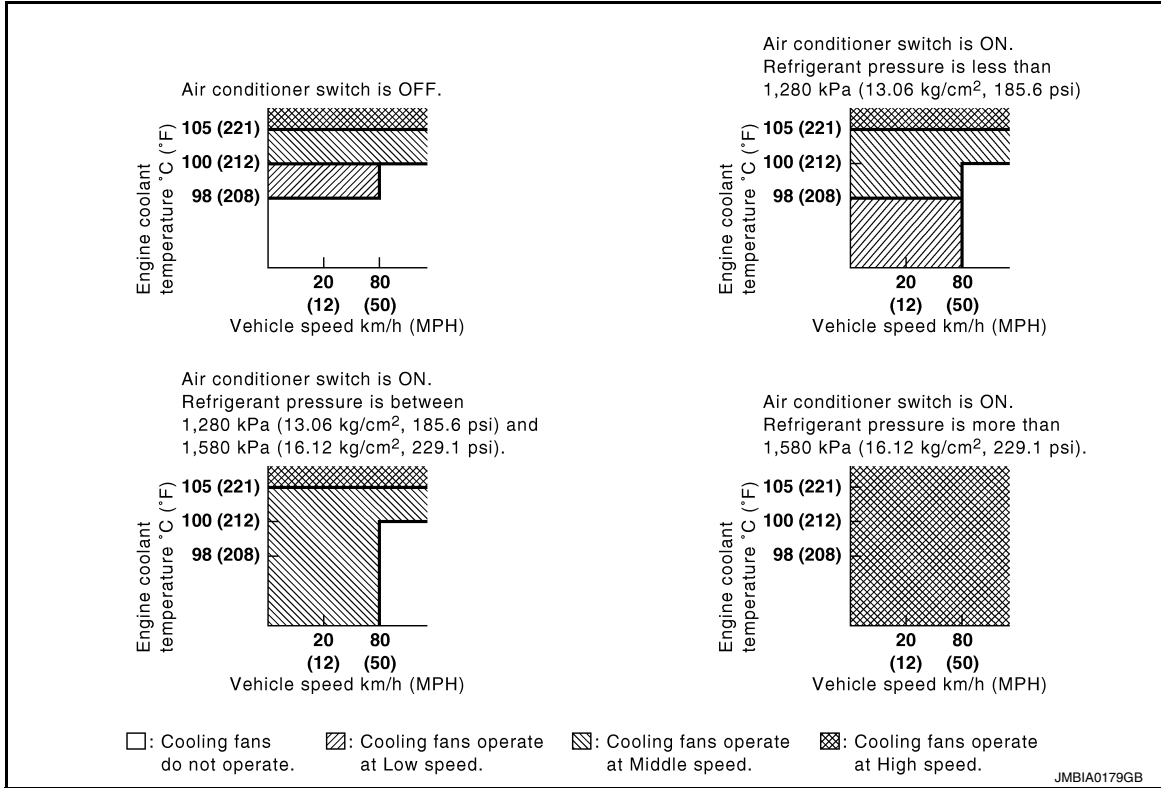 Air conditioner switch is OFF.
Engine coolant
temperature ˚C (˚F)
105 (221)
100 (212)
98 (208)
20
(12)
80
(50)
Vehicle speed km/h (MPH)
Air conditioner switch is ON.
Refrigerant pressure is less than
1,280 kPa (13.06 kg/cm², 185.6 psi)
Engine coolant
temperature ˚C (˚F)
105 (221)
100 (212)
98 (208)
20
(12)
80
(50)
Vehicle speed km/h (MPH)
Air conditioner switch is ON.
Refrigerant pressure is between
1,280 kPa (13.06 kg/cm², 185.6 psi) and
1,580 kPa (16.12 kg/cm², 229.1 psi).
Engine coolant
temperature ˚C (˚F)
105 (221)
100 (212)
98 (208)
20
(12)
80
(50)
Vehicle speed km/h (MPH)
Air conditioner switch is ON.
Refrigerant pressure is more than
1,580 kPa (16.12 kg/cm², 229.1 psi).
Engine coolant
temperature ˚C (˚F)
105 (221)
100 (212)
98 (208)
20
(12)
80
(50)
Vehicle speed km/h (MPH)
: Cooling fans
do not operate.
: Cooling fans operate
at Low speed.
: Cooling fans operate
at Middle speed.
: Cooling fans operate
at High speed.
JMBIA0179GB